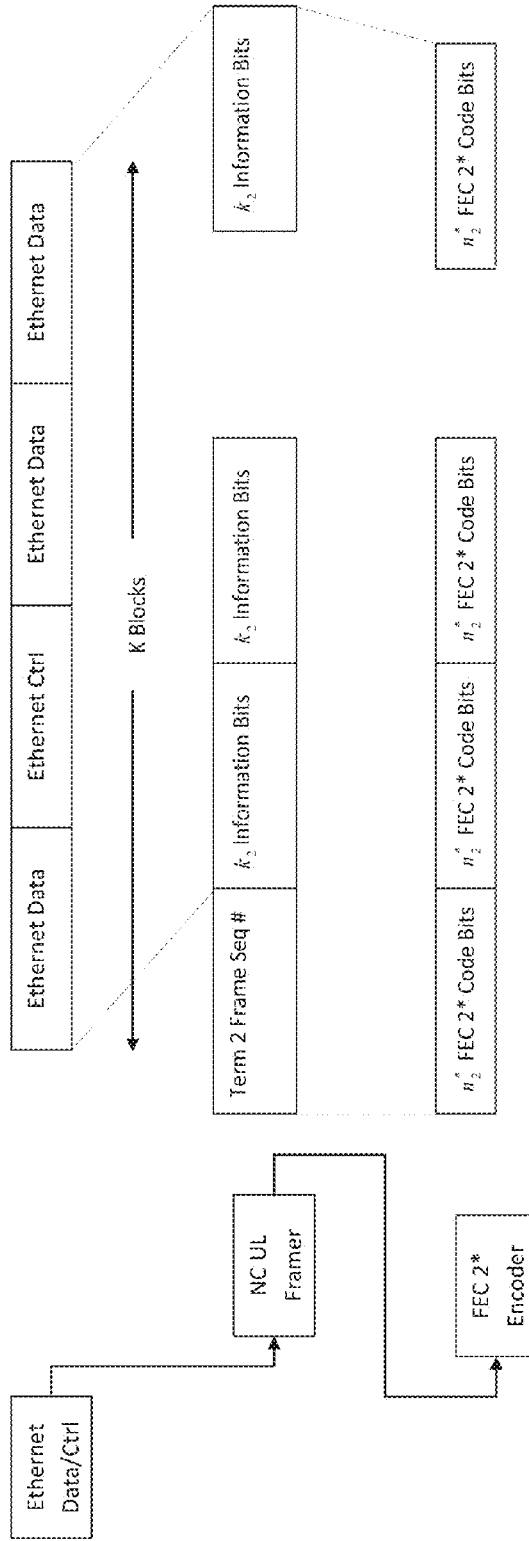 Ethernet
Data/Ctrl
Ethernet Data
Ethernet Ctrl
Ethernet Data
Ethernet Data
K Blocks
NC UL
Framer
Term 2 Frame Seq #
k₂ Information Bits
k₂ Information Bits
k₂ Information Bits
FEC 2*
Encoder
n₂* FEC 2* Code Bits
n₂* FEC 2* Code Bits
n₂* FEC 2* Code Bits
n₂* FEC 2* Code Bits